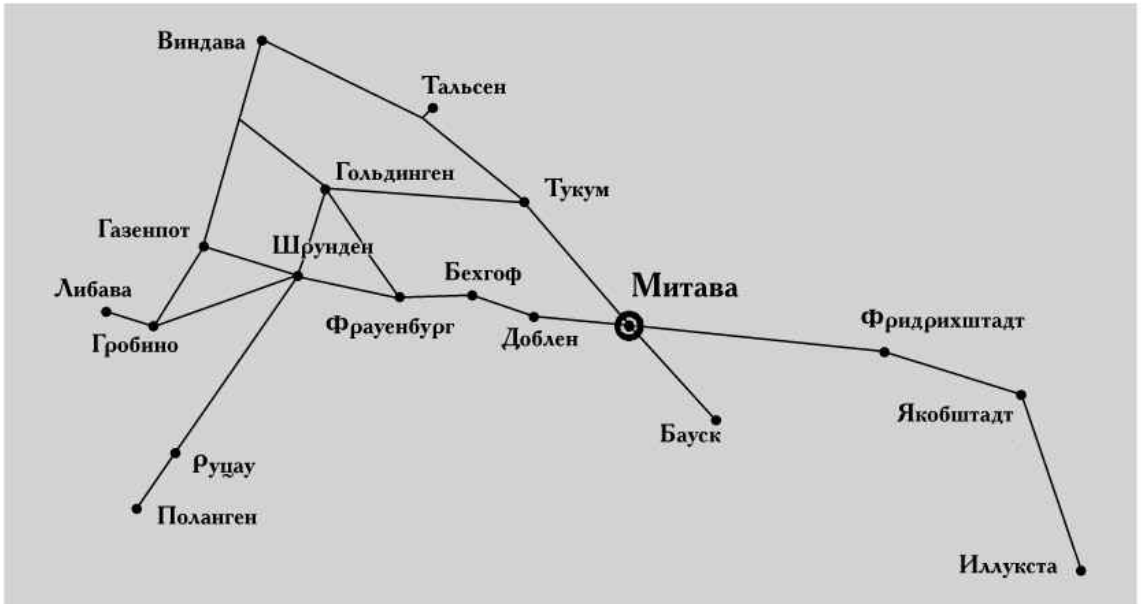 Виндава
Тальсен
Гольдинген
Тукум
Газенпот
Шрунден
Бехгоф
Митава
Либава
Фрауенбург
Доблен
Фридрихштадт
Гробино
Якобштадт
Бауск
Руцау
Поланген
Иллукста